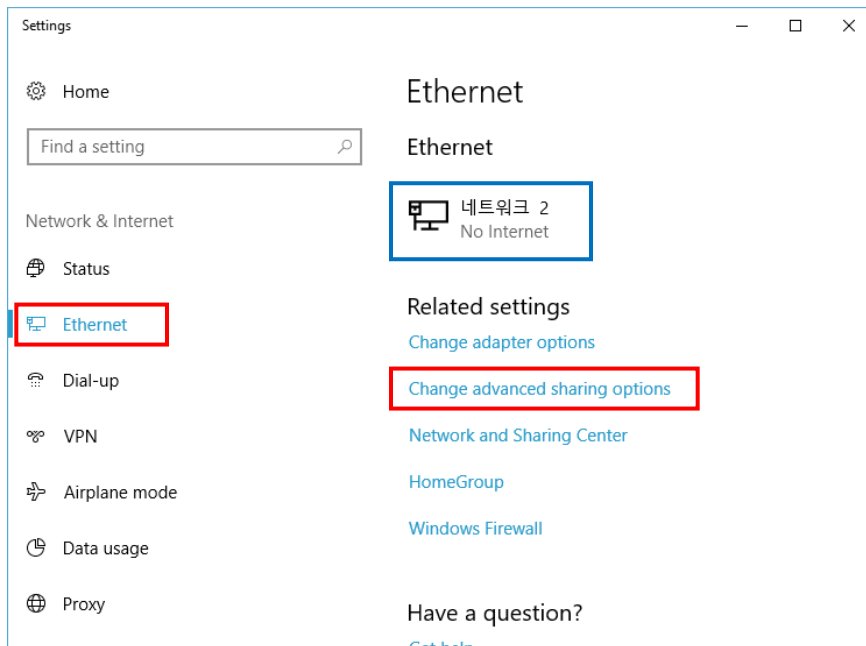 Settings
Home
Find a setting
Network & Internet
Status
Ethernet
Dial-up
VPN
Airplane mode
Data usage
Proxy
Ethernet
Ethernet
네트워크 2
No Internet
Related settings
Change adapter options
Change advanced sharing options
Network and Sharing Center
HomeGroup
Windows Firewall
Have a question?
Get help